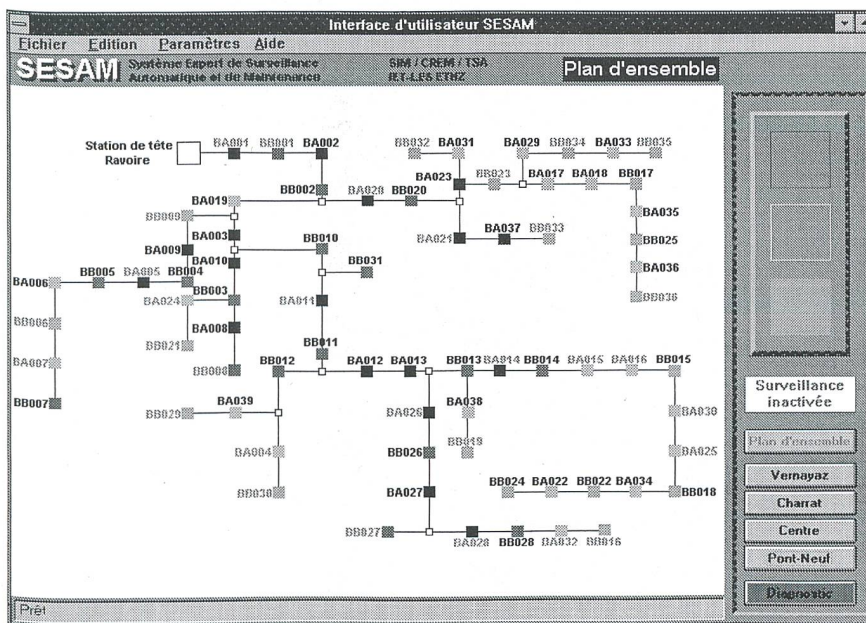 Interface d'utilisateur SESAM
Fichier Edition Paramètres Aide
SESAM Système Expert de Surveillance Automatique et de Maintenance
SIM / CREM / TSA
IET-LES ETHZ
Plan d'ensemble
Station de tête
Ravoire
BA001 BB001 BA002
BB032 BA031
BA029 BB034 BA033 BB035
BB002 BA020 BB020
BA023 BB023 BA017 BA018 BB017
BA019
BB009
BA003
BA009
BA010
BB010
BB031
BA021 BA037 BB033
BA035
BB025
BA036
BB036
BA006 BB005 BA005 BB004
BB003
BA024
BA011
BB006
BA008
BB021
BA007
BB008
BB007
BB011
BB012 BA012 BA013 BB013 BA014 BB014 BA015 BA016 BB015
BB029 BA039
BA026
BA038
BA030
BA004
BB026
BB019
BA025
BB030
BA027
BB024 BA022 BB022 BA034 BB018
BB027
BA028 BB028 BA032 BB016
Surveillance
inactivée
Plan d'ensemble
Vernayaz
Charrat
Centre
Pont-Neuf
Diagnostic
Prêt